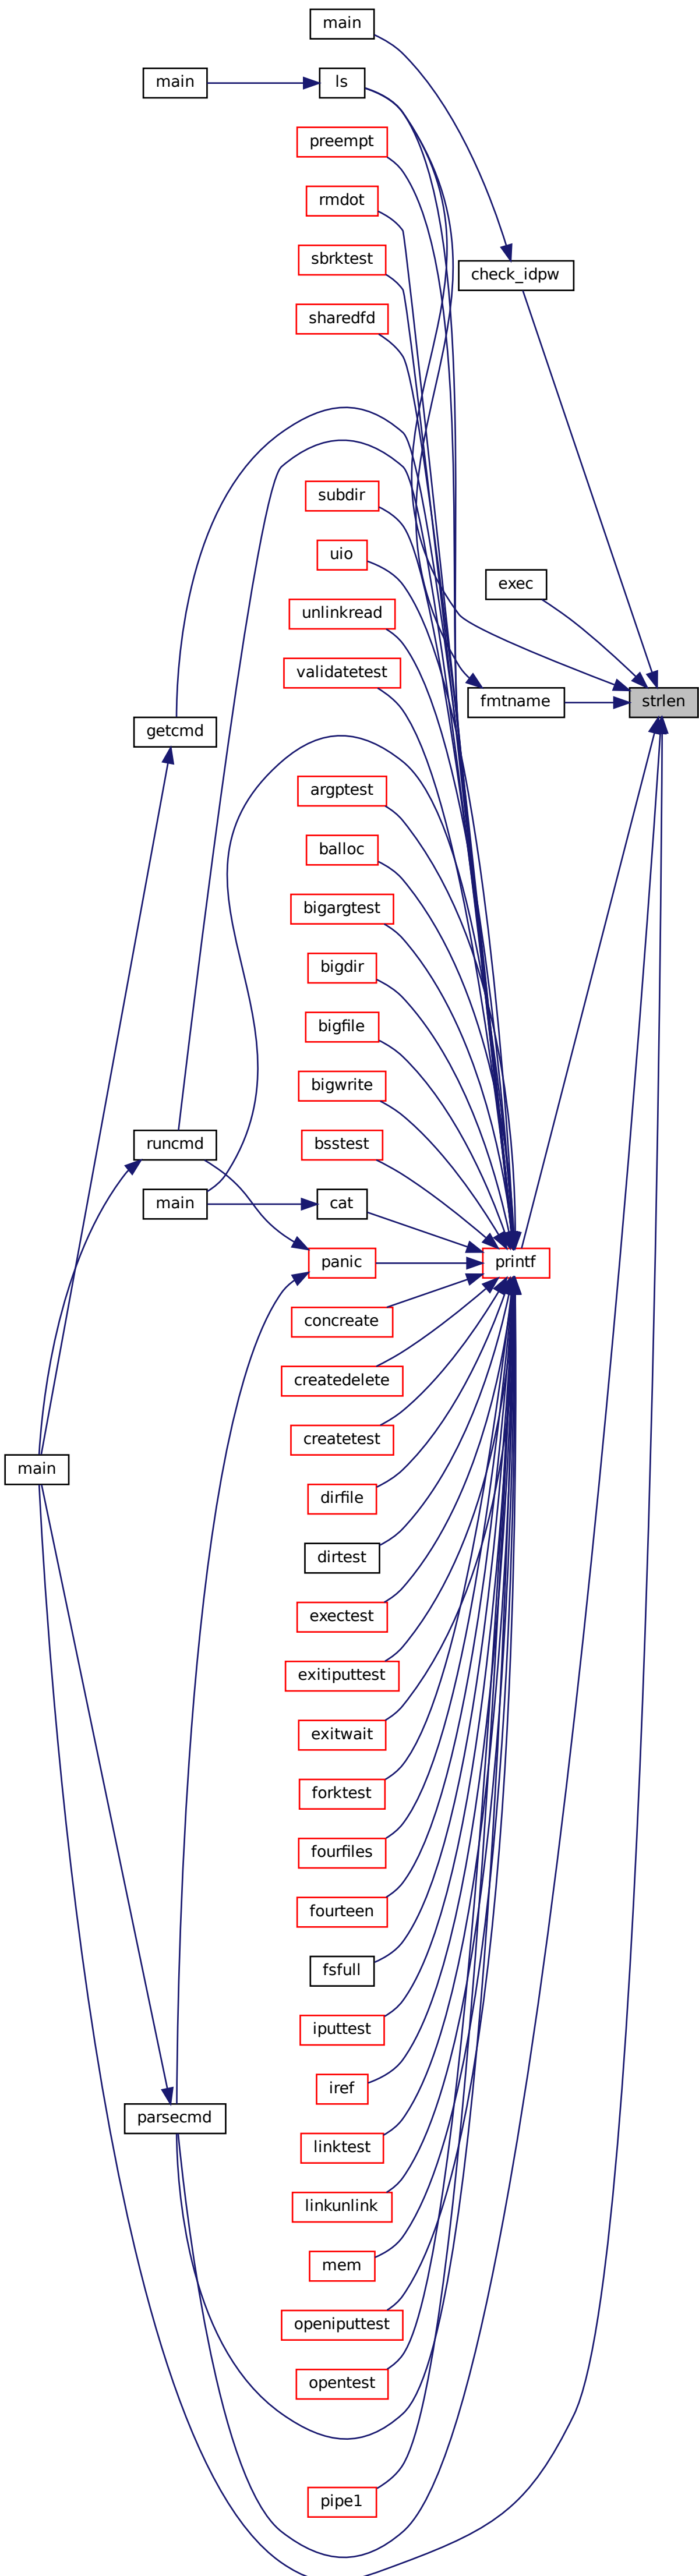 main
main
ls
preempt
rmdot
sbrktest
check_idpw
sharedfd
subdir
uio
exec
unlinkread
validatetest
fmtname
strlen
getcmd
argptest
balloc
bigargtest
bigdir
bigfile
bigwrite
runcmd
bsstest
main
cat
panic
printf
concreate
createdelete
createtest
main
dirfile
dirtest
exectest
exitiputtest
exitwait
forktest
fourfiles
fourteen
fsfull
iputtest
iref
parsecmd
linktest
linkunlink
mem
openiputtest
opentest
pipe1